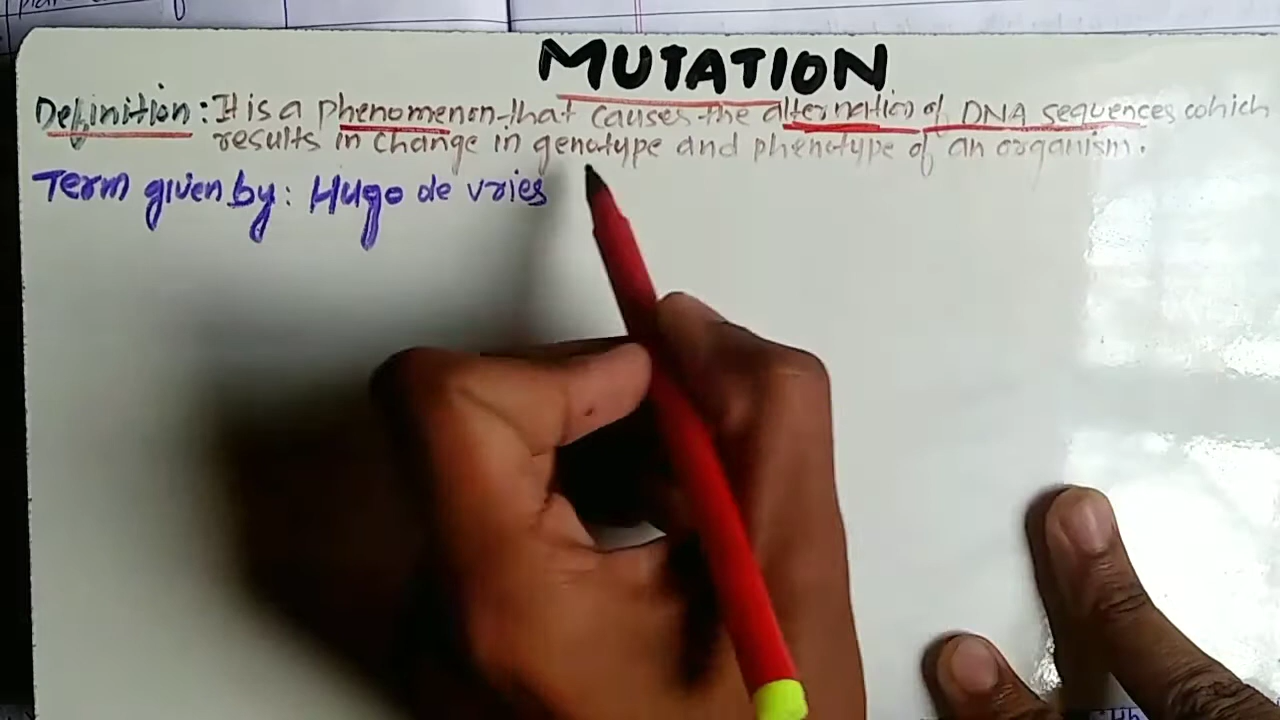 MUTATION
Definition: It is a phenomenon that causes the alternation of DNA sequences which
results in change in genotype and phenotype of an organism.
Term given by: Hugo de vries